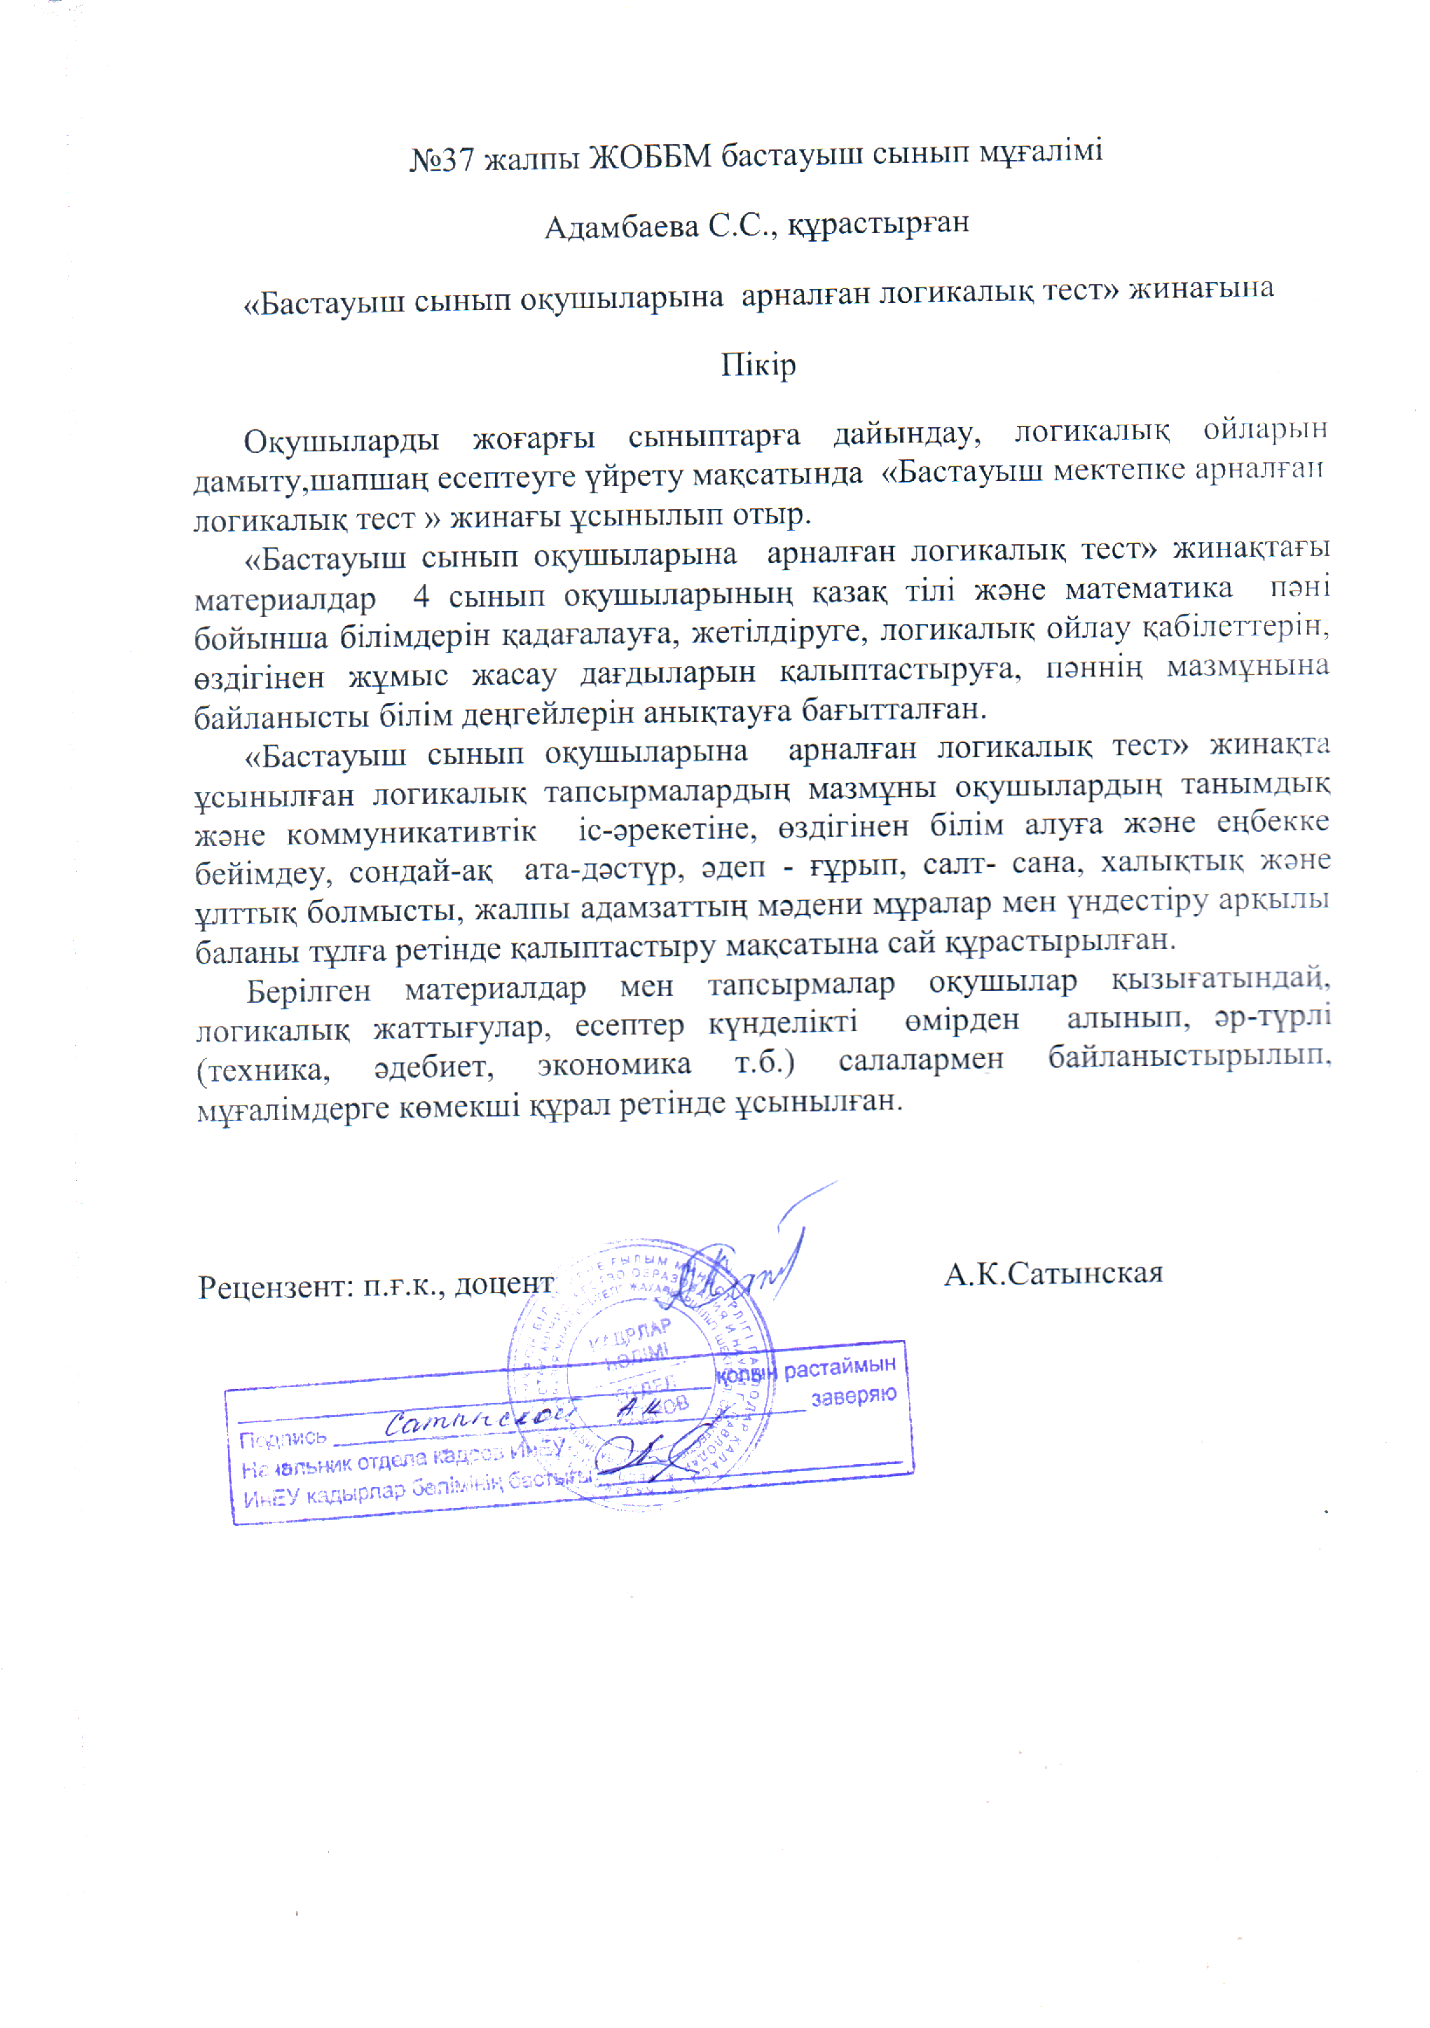 №37 жалпы ЖОББМ бастауыш сынып мұғалімі
Адамбаева С.С., құрастырған
«Бастауыш сынып оқушыларына арналған логикалық тест» жинағына
Пікір
Оқушыларды жоғарғы сыныптарға дайындау, логикалық ойларын
дамыту,шапшаң есептеуге үйрету мақсатында «Бастауыш мектепке арналған
логикалық тест » жинағы ұсынылып отыр.
«Бастауыш сынып оқушыларына арналған логикалық тест» жинақтағы
материалдар 4 сынып оқушыларының қазақ тілі және математика пәні
бойынша білімдерін қадағалауға, жетілдіруге, логикалық ойлау қабілеттерін,
өздігінен жұмыс жасау дағдыларын қалыптастыруға, пәннің мазмұнына
байланысты білім деңгейлерін анықтауға бағытталған.
«Бастауыш сынып оқушыларына арналған логикалық тест» жинақта
ұсынылған логикалық тапсырмалардың мазмұны оқушылардың танымдық
және коммуникативтік іс-әрекетіне, өздігінен білім алуға және еңбекке
бейімдеу, сондай-ақ ата-дәстүр, әдеп - ғұрып, салт- сана, халықтық және
ұлттық болмысты, жалпы адамзаттың мәдени мұралар мен үндестіру арқылы
баланы тұлға ретінде қалыптастыру мақсатына сай құрастырылған.
Берілген материалдар мен тапсырмалар оқушылар қызығатындай,
логикалық жаттығулар, есептер күнделікті өмірден алынып, әр-түрлі
(техника, әдебиет, экономика т.б.) салалармен байланыстырылып,
мұғалімдерге көмекші құрал ретінде ұсынылған.
Рецензент: п.ғ.к., доцент А.К.Сатынская
КАДРЛАР
БӨЛІМІ
ОТДЕЛ
КАДРОВ
қолын растаймын
Подпись Сатынской А.К заверяю
Начальник отдела кадров ИнЕУ
ИнЕУ кадырлар бөлімінің бастығы